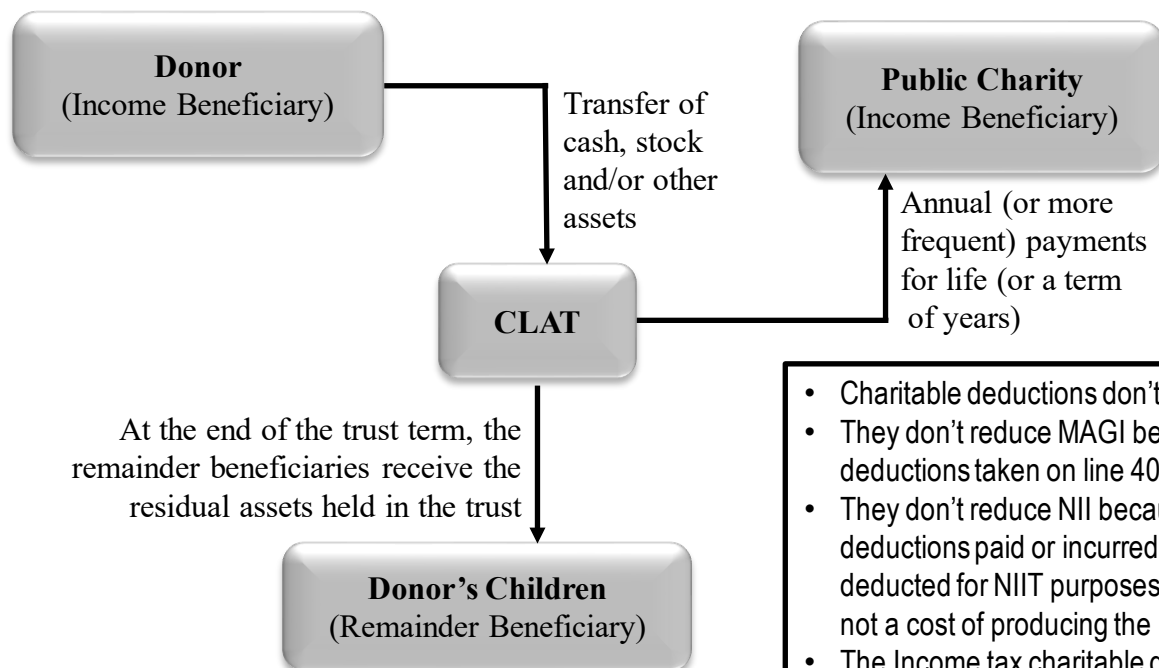 Donor
(Income Beneficiary)
Transfer of
cash, stock
and/or other
assets
Public Charity
(Income Beneficiary)
Annual (or more
frequent) payments
for life (or a term
of years)
CLAT
At the end of the trust term, the
remainder beneficiaries receive the
residual assets held in the trust
Donor's Children
(Remainder Beneficiary)
• Charitable deductions don't
• They don't reduce MAGI be
deductions taken on line 40
• They don't reduce NII becau
deductions paid or incurred
deducted for NIIT purposes
not a cost of producing the
• The Income tax charitable